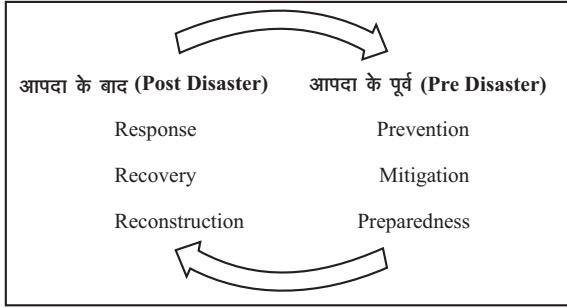 आपदा के बाद (Post Disaster) आपदा के पूर्व (Pre Disaster)
Response Prevention
Recovery Mitigation
Reconstruction Preparedness